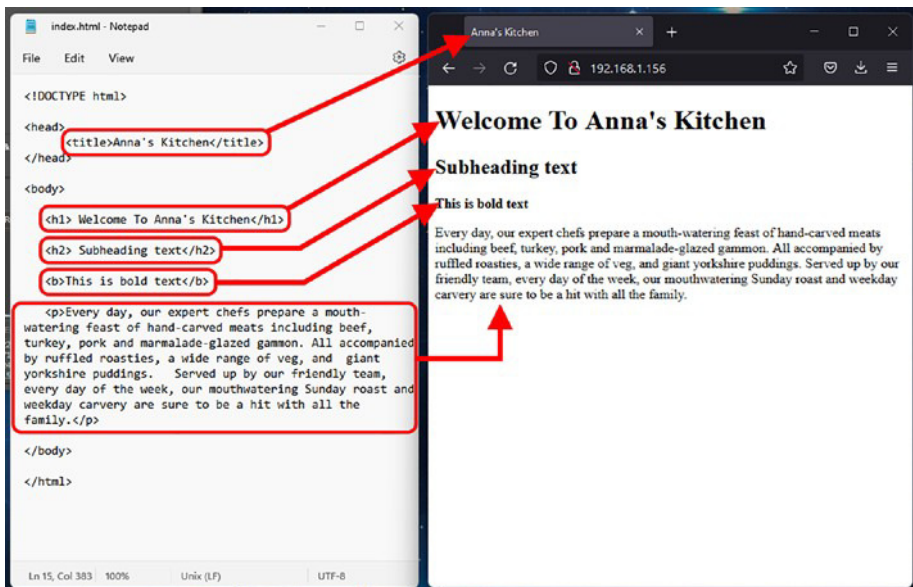 index.html - Notepad
File Edit View
<!DOCTYPE html>
<head>
<title>Anna's Kitchen</title>
</head>
<body>
<h1> Welcome To Anna's Kitchen</h1>
<h2> Subheading text</h2>
<b>This is bold text</b>
<p>Every day, our expert chefs prepare a mouth-
watering feast of hand-carved meats including beef,
turkey, pork and marmalade-glazed gammon. All accompanied
by ruffled roasties, a wide range of veg, and giant
yorkshire puddings. Served up by our friendly team,
every day of the week, our mouthwatering Sunday roast and
weekday carvery are sure to be a hit with all the
family.</p>
</body>
</html>
Ln 15, Col 383 100% Unix (LF) UTF-8
Anna's Kitchen
192.168.1.156
Welcome To Anna's Kitchen
Subheading text
This is bold text
Every day, our expert chefs prepare a mouth-watering feast of hand-carved meats
including beef, turkey, pork and marmalade-glazed gammon. All accompanied by
ruffled roasties, a wide range of veg, and giant yorkshire puddings. Served up by our
friendly team, every day of the week, our mouthwatering Sunday roast and weekday
carvery are sure to be a hit with all the family.